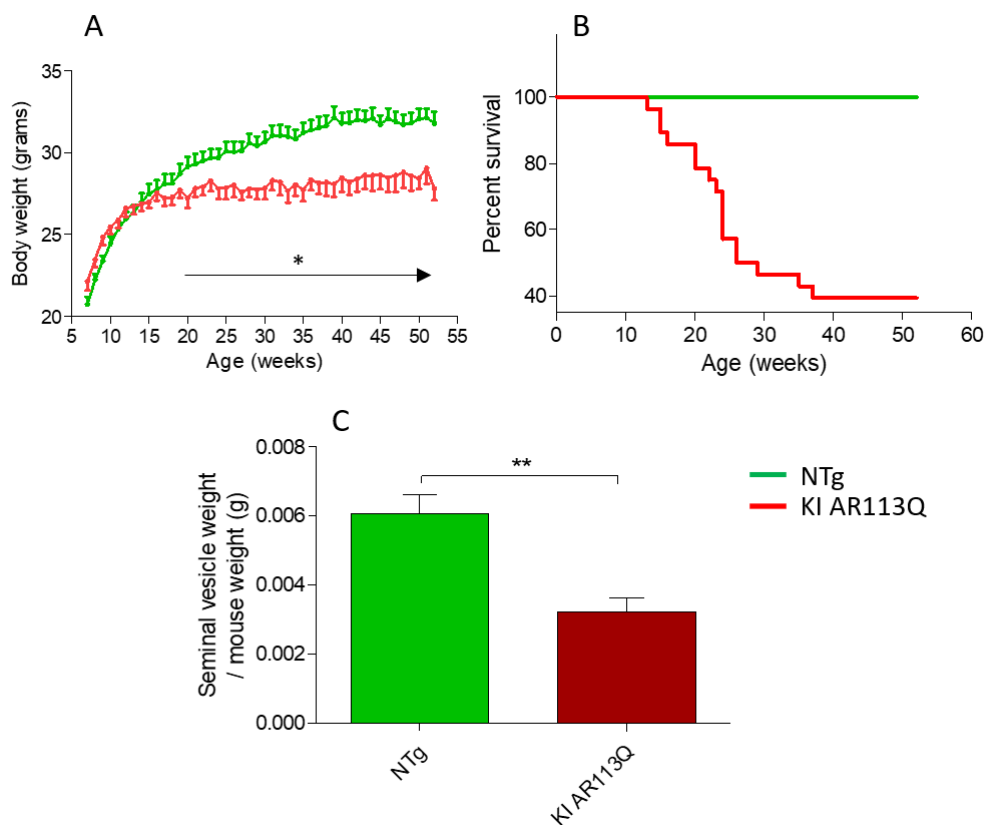 A
Body weight (grams)
35
30
25
20
*
5 10 15 20 25 30 35 40 45 50 55
Age (weeks)
B
Percent survival
100
80
60
40
0 10 20 30 40 50 60
Age (weeks)
C
Seminal vesicle weight
/ mouse weight (g)
0.008
0.006
0.004
0.002
0.000
**
NTg
KI AR113Q
NTg
KI AR113Q